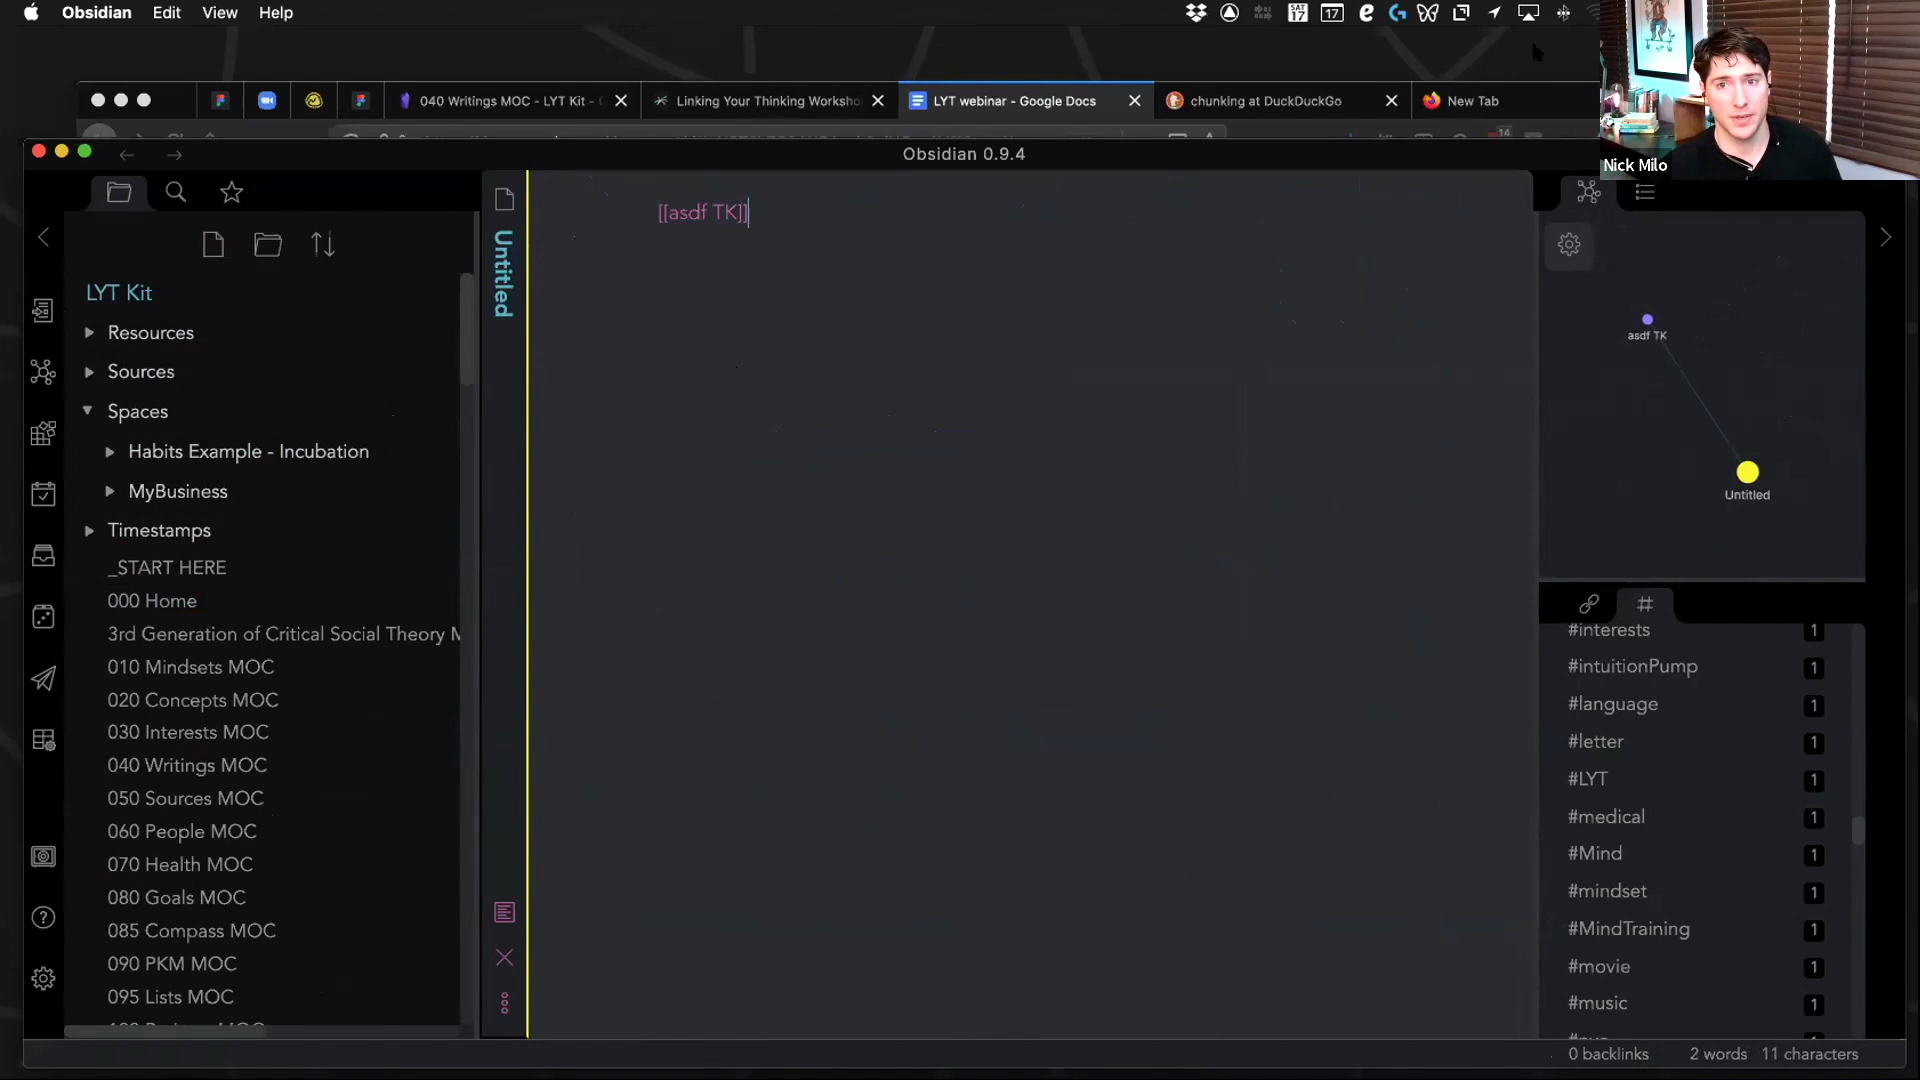 Obsidian Edit View Help
SAT 17 17
040 Writings MOC - LYT Kit - Linking Your Thinking Worksho LYT webinar - Google Docs chunking at DuckDuckGo New Tab
14
Nick Milo
Obsidian 0.9.4
[[asdf TK]]
Untitled
LYT Kit
Resources
Sources
Spaces
Habits Example - Incubation
MyBusiness
Timestamps
_START HERE
000 Home
3rd Generation of Critical Social Theory M
010 Mindsets MOC
020 Concepts MOC
030 Interests MOC
040 Writings MOC
050 Sources MOC
060 People MOC
070 Health MOC
080 Goals MOC
085 Compass MOC
090 PKM MOC
095 Lists MOC
asdf TK
Untitled
#interests 1
#intuitionPump 1
#language 1
#letter 1
#LYT 1
#medical 1
#Mind 1
#mindset 1
#MindTraining 1
#movie 1
#music 1
0 backlinks 2 words 11 characters